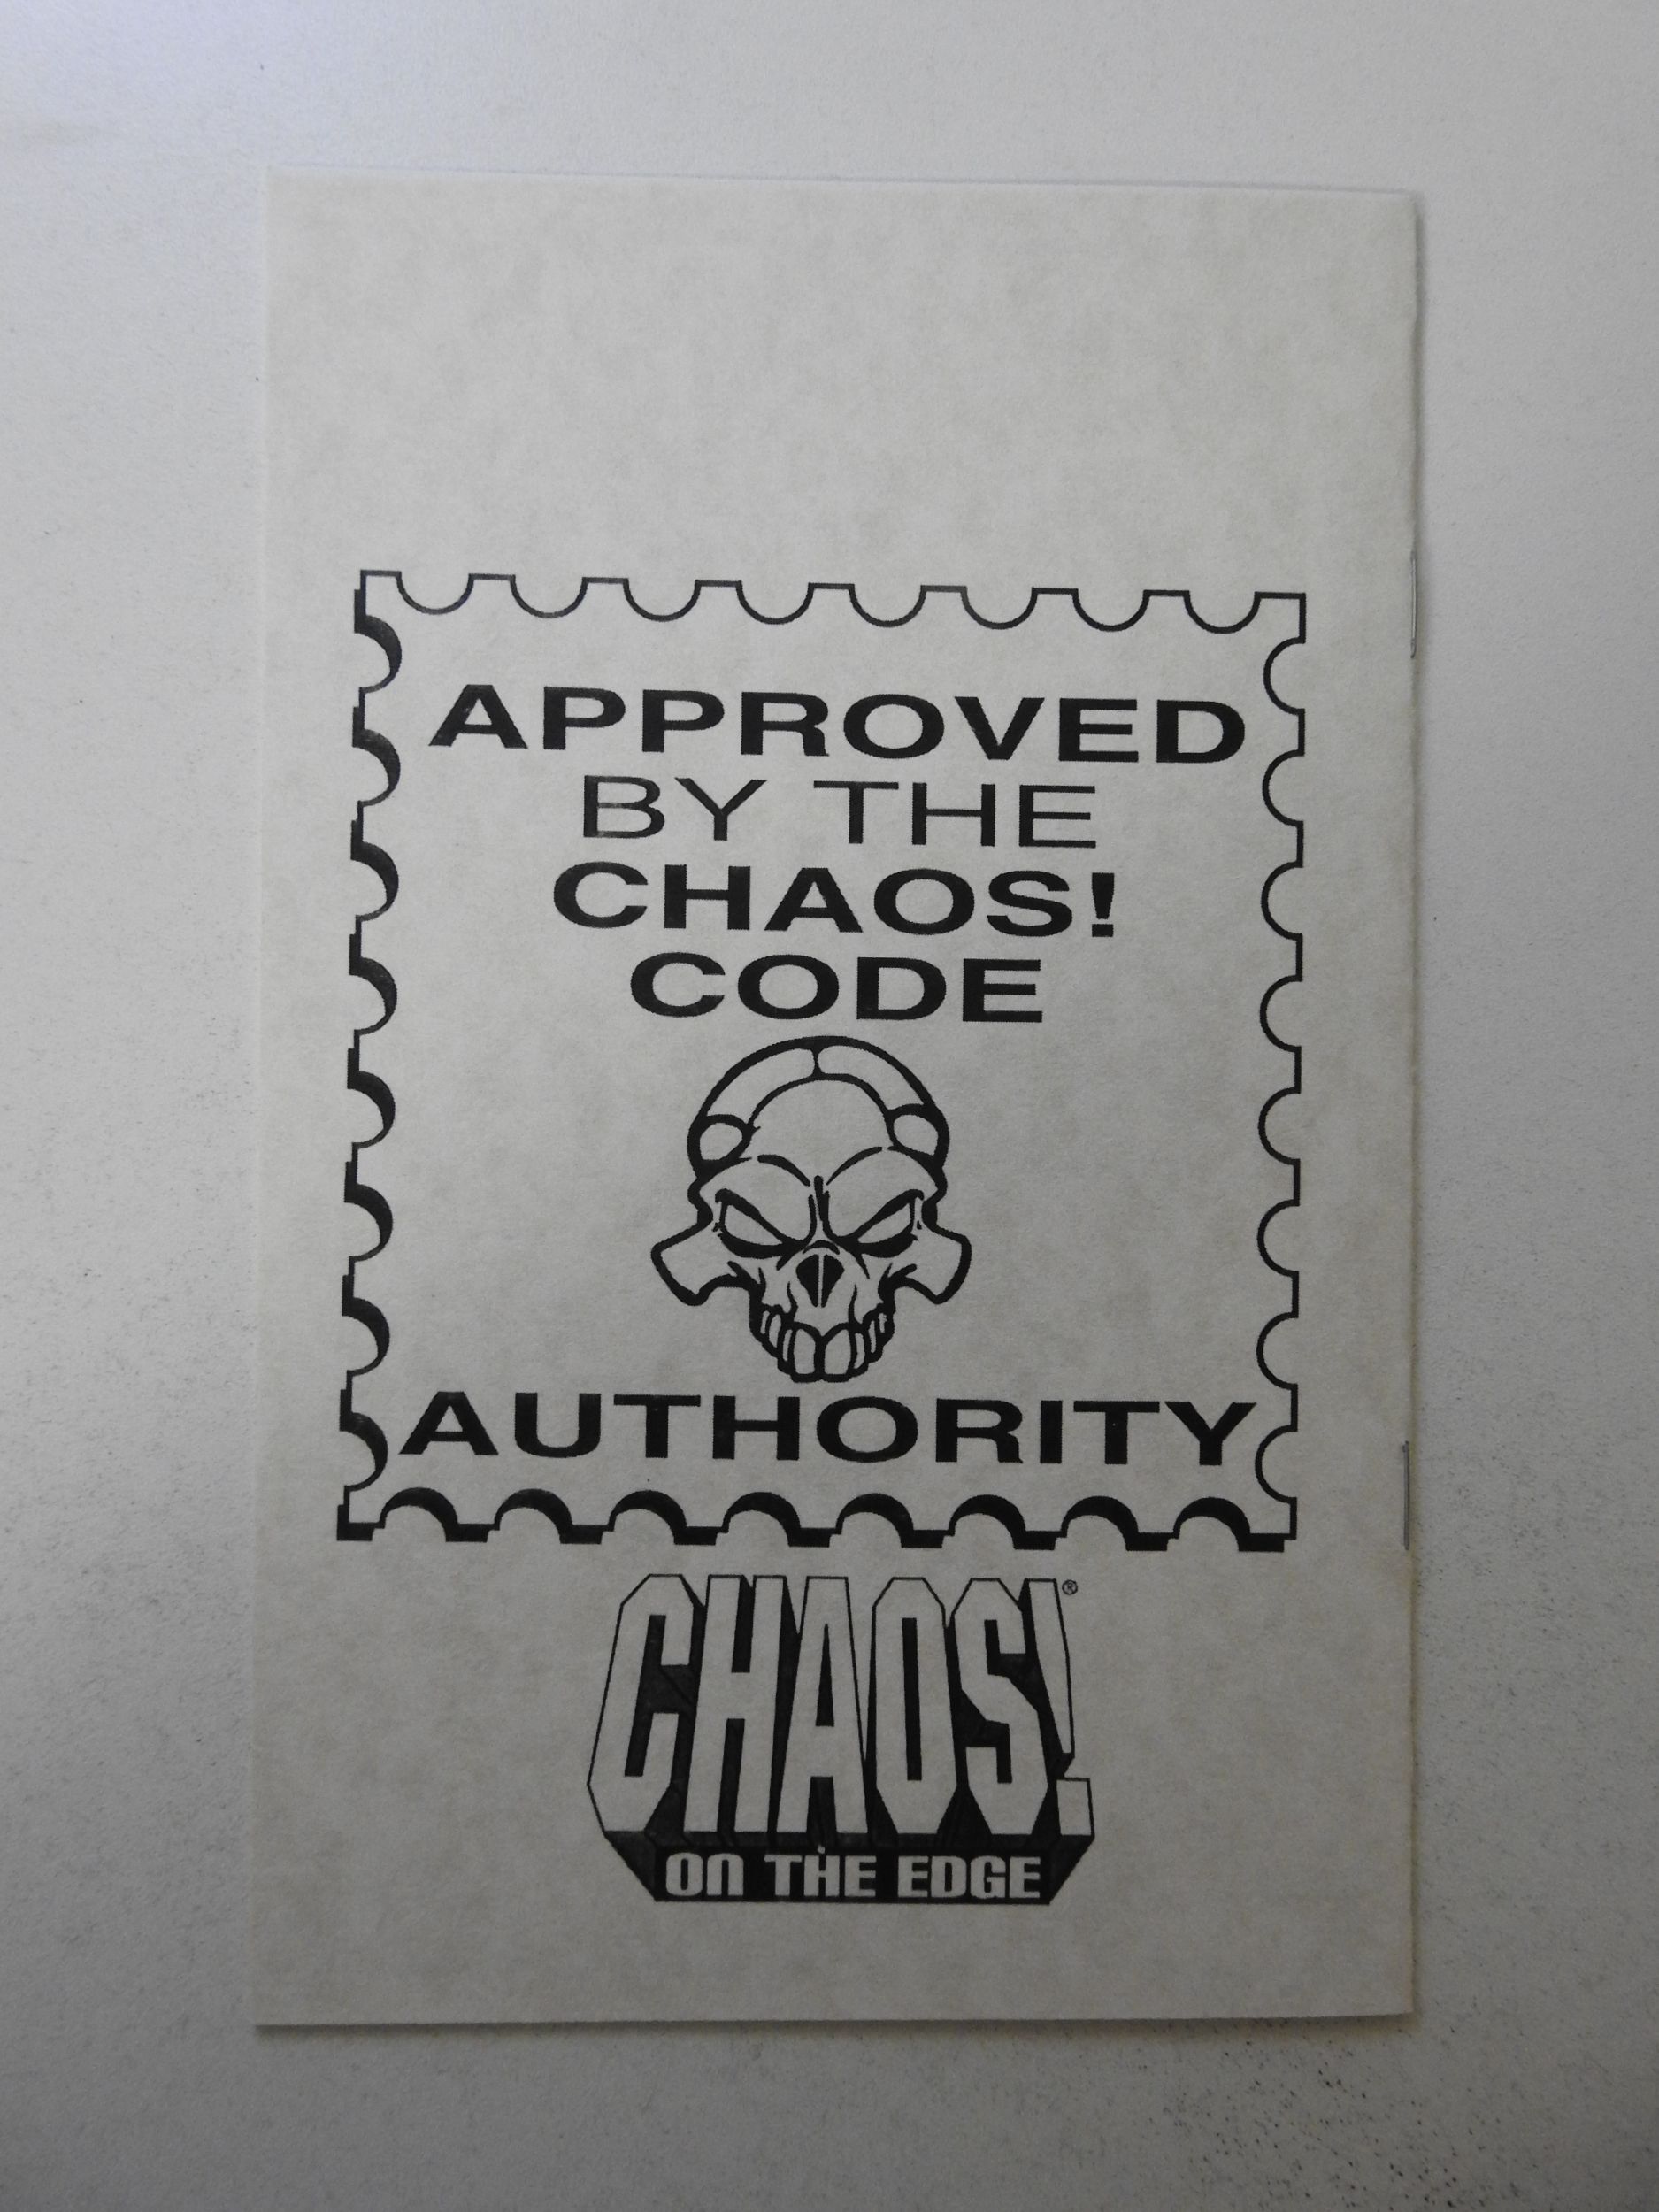 APPROVED
BY THE
CHAOS!
CODE
AUTHORITY
CHAOS!®
ON THE EDGE